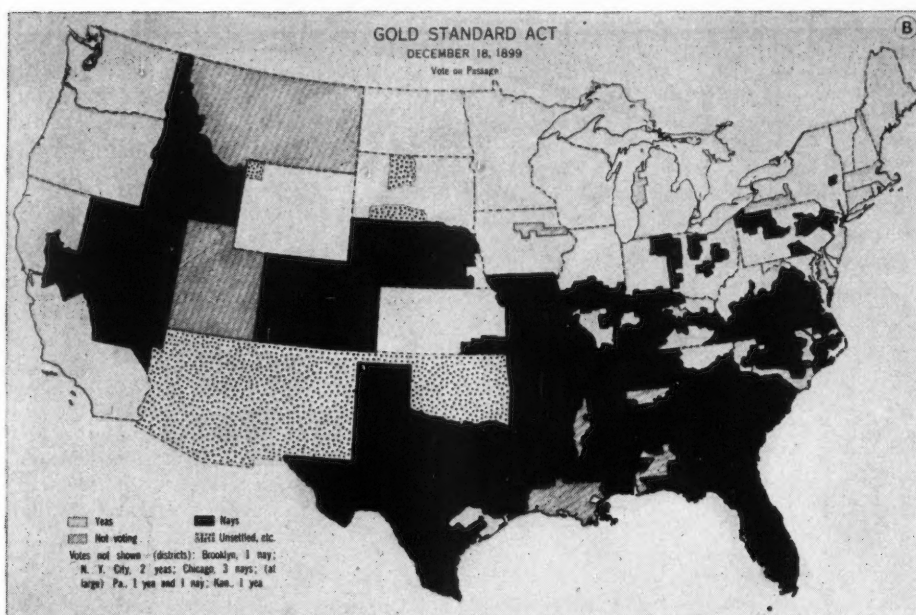 GOLD STANDARD ACT
B
DECEMBER 18, 1899
Vote on Passage
Yeas Nays
Not voting Unsettled, etc.
Votes not shown (districts): Brooklyn, 1 nay;
N. Y. City, 2 yeas; Chicago, 3 nays; (at
large) Pa., 1 yea and 1 nay; Kan., 1 yea